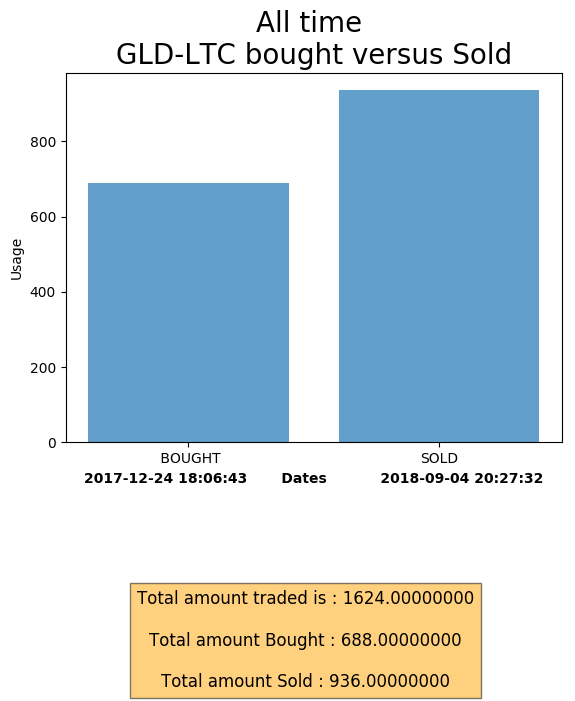 All time
GLD-LTC bought versus Sold
800
600
400
200
0
Usage
BOUGHT SOLD
2017-12-24 18:06:43 Dates 2018-09-04 20:27:32
Total amount traded is : 1624.00000000
Total amount Bought : 688.00000000
Total amount Sold : 936.00000000